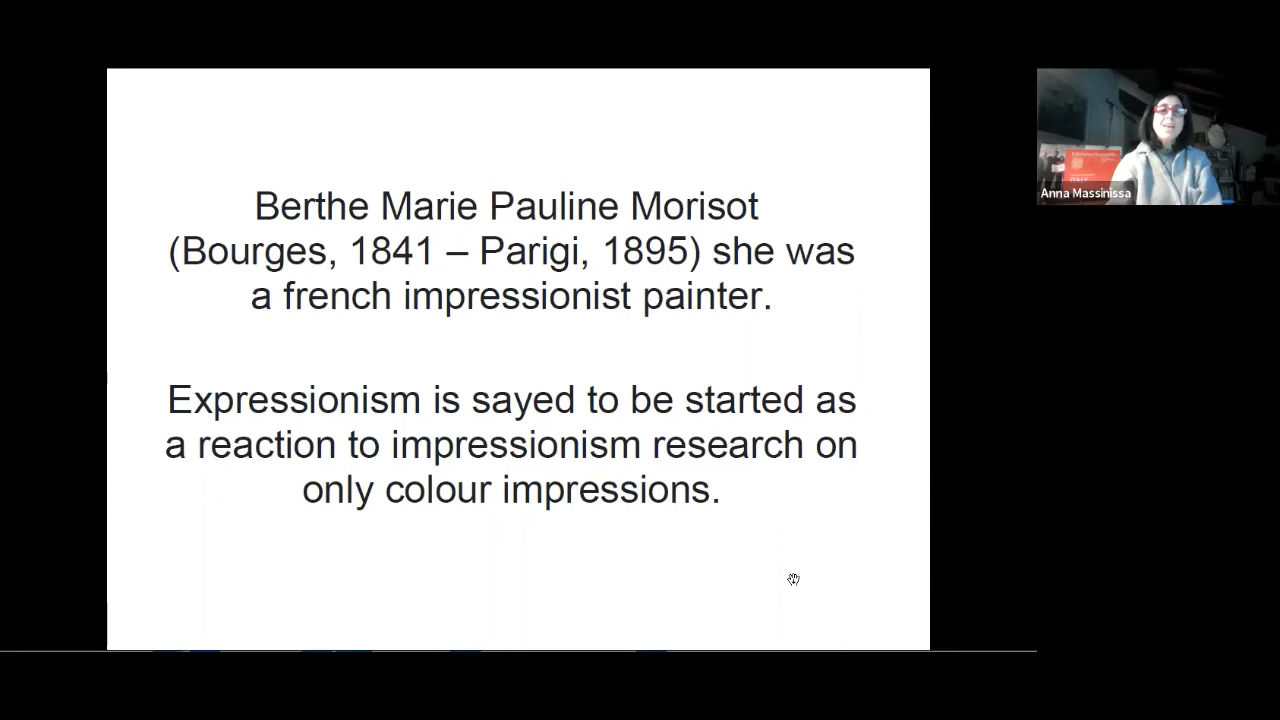 Berthe Marie Pauline Morisot
(Bourges, 1841 – Parigi, 1895) she was
a french impressionist painter.
Expressionism is sayed to be started as
a reaction to impressionism research on
only colour impressions.
ITALY
Anna Massinissa